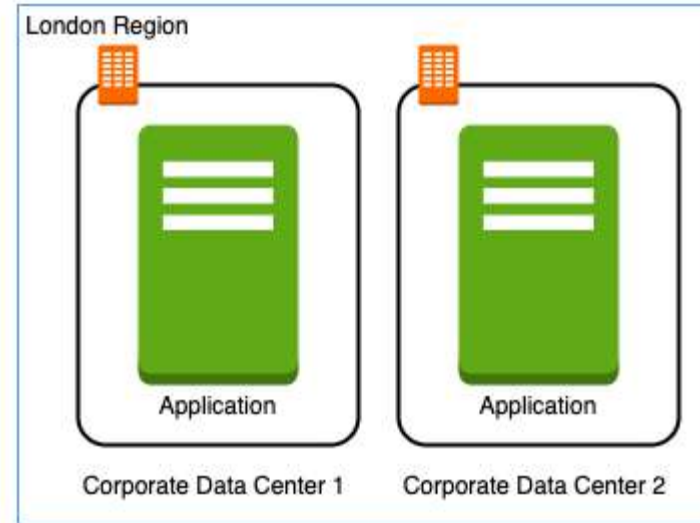 London Region
Application
Application
Corporate Data Center 1
Corporate Data Center 2